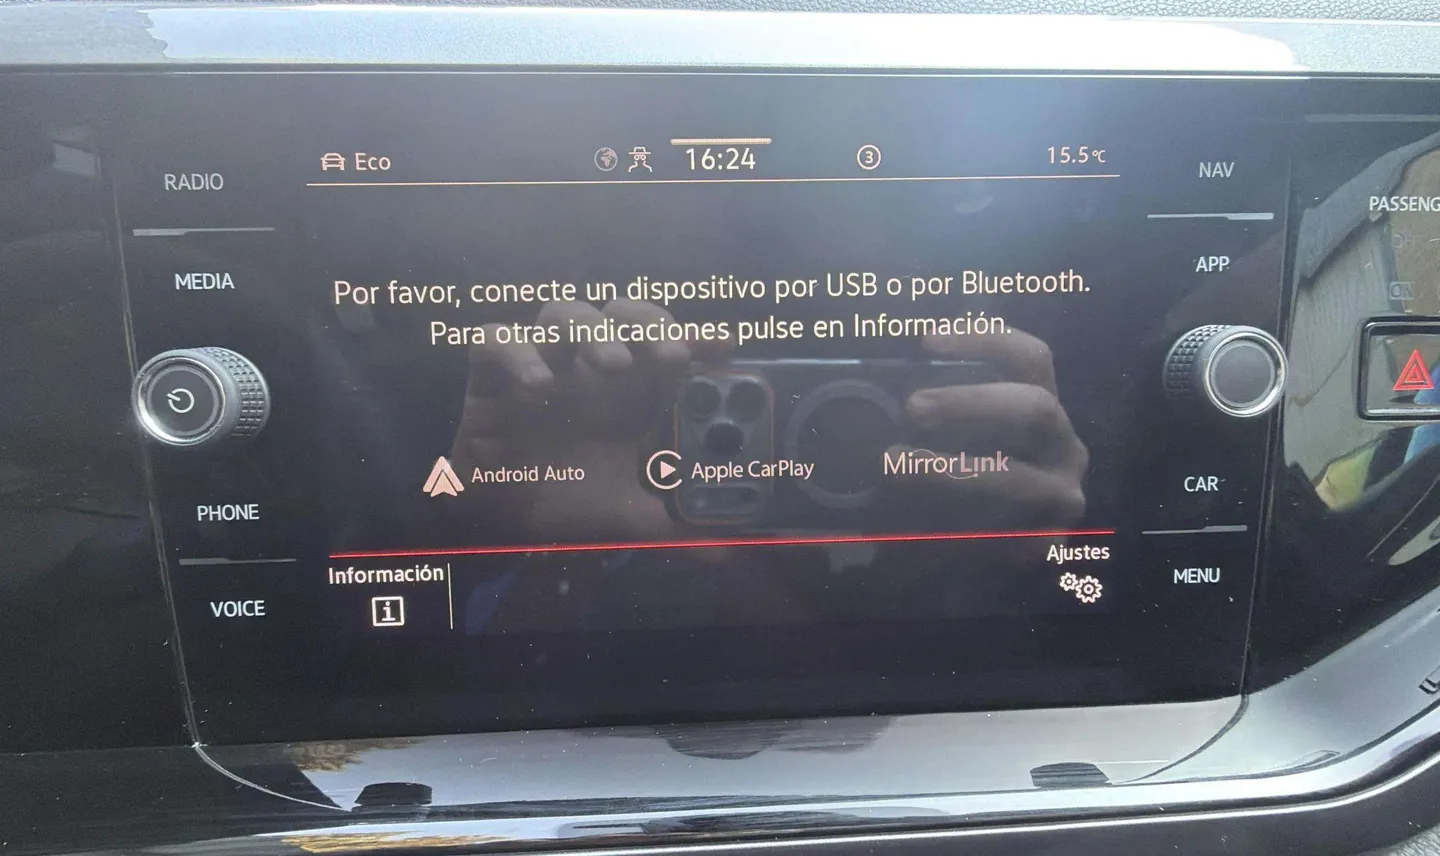 Eco 16:24 3 15.5°C
RADIO
MEDIA
PHONE
VOICE
Por favor, conecte un dispositivo por USB o por Bluetooth.
Para otras indicaciones pulse en Información.
Android Auto Apple CarPlay MirrorLink
Información
i
Ajustes
NAV
APP
CAR
MENU
PASSENG